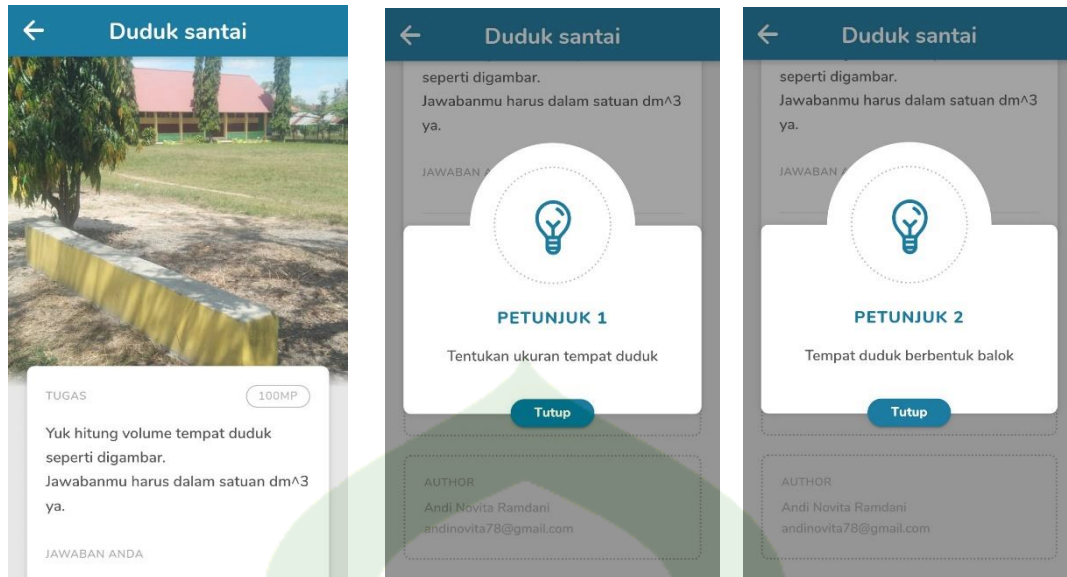 Duduk santai
TUGAS
100MP
Yuk hitung volume tempat duduk
seperti digambar.
Jawabanmu harus dalam satuan dm^3
ya.
JAWABAN ANDA
Duduk santai
seperti digambar.
Jawabanmu harus dalam satuan dm^3
ya.
JAWABAN
PETUNJUK 1
Tentukan ukuran tempat duduk
Tutup
AUTHOR
Andi Novita Ramdani
andinovita78@gmail.com
Duduk santai
seperti digambar.
Jawabanmu harus dalam satuan dm^3
ya.
JAWABAN
PETUNJUK 2
Tempat duduk berbentuk balok
Tutup
AUTHOR
Andi Novita Ramdani
andinovita78@gmail.com